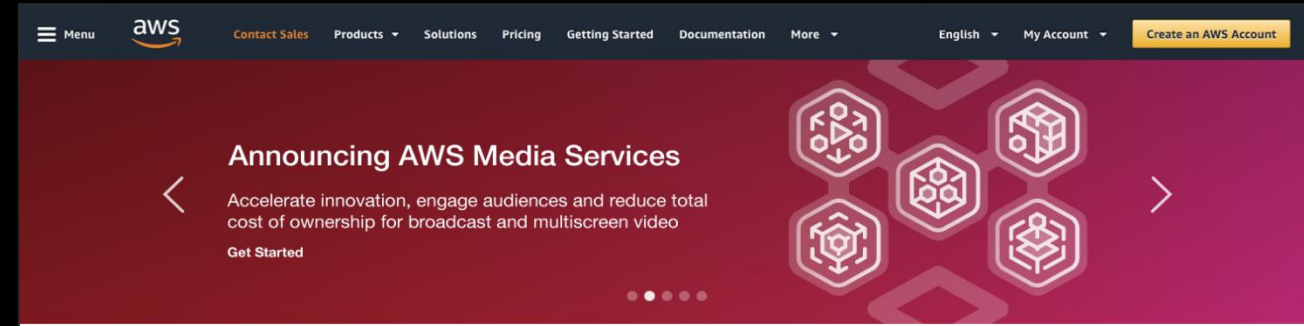 Menu
aws
Contact Sales
Products
Solutions
Pricing
Getting Started
Documentation
More
English
My Account
Create an AWS Account
Announcing AWS Media Services
Accelerate innovation, engage audiences and reduce total
cost of ownership for broadcast and multiscreen video
Get Started